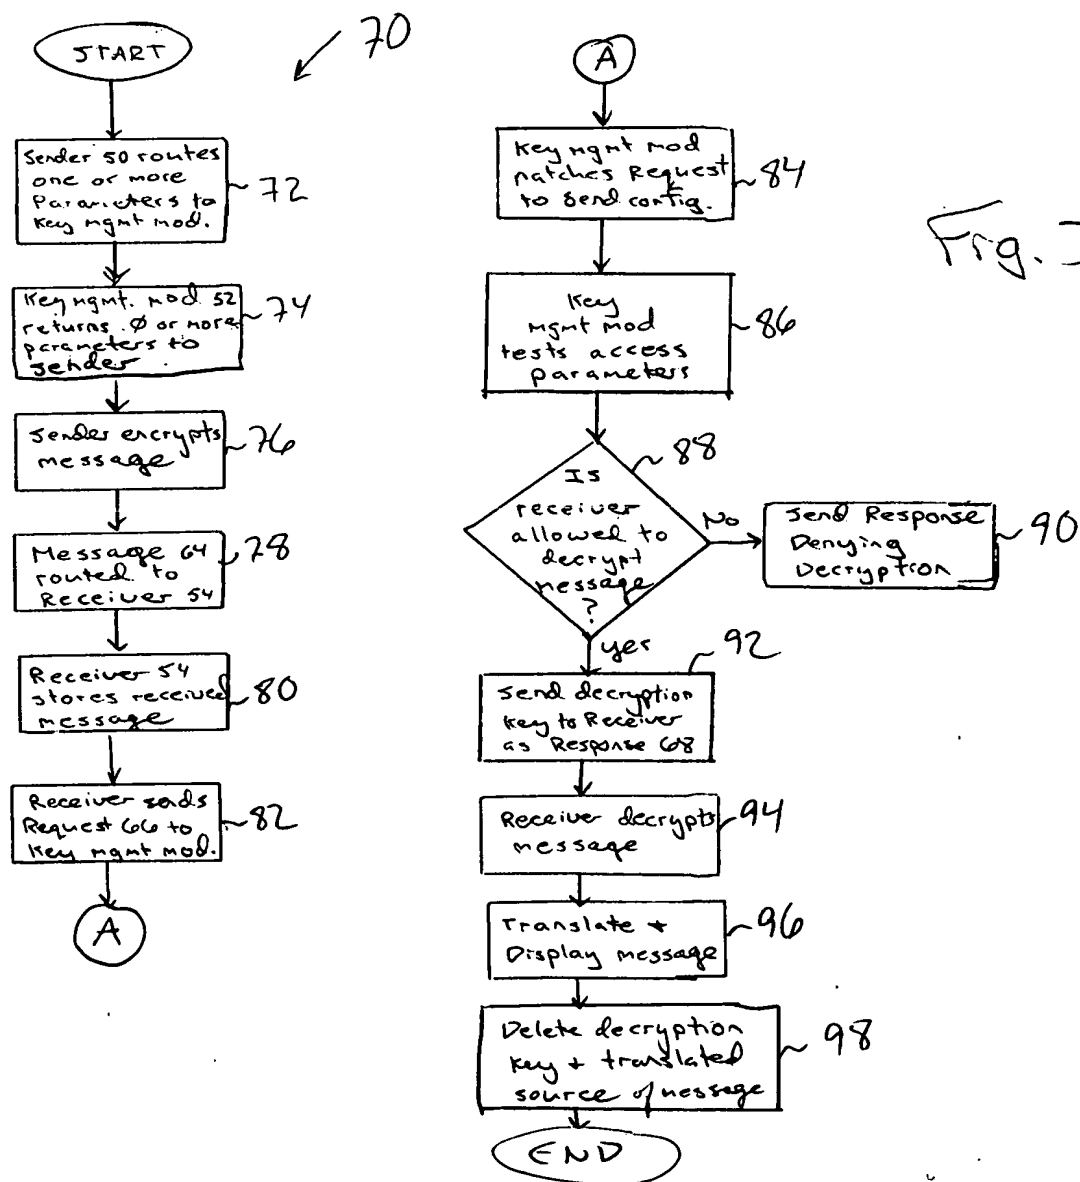 START
70
Sender 50 routes
one or more
Parameters to
Key mgmt mod.
72
Key mgmt. mod 52
returns 0 or more
parameters to
sender
74
Sender encrypts
message
76
Message 64
routed to
Receiver 54
78
Receiver 54
stores received
message
80
Receiver sends
Request 66 to
Key mgmt mod.
82
A
A
Key mgmt mod
matches Request
to send config.
84
Key
mgmt mod
tests access
parameters
86
Is
receiver
allowed to
decrypt
message
?
88
No
Send Response
Denying
Decryption
90
yes
92
Send decryption
key to Receiver
as Response 68
Receiver decrypts
message
94
Translate +
Display message
96
Delete decryption
key + translated
source of message
98
END
Fig.